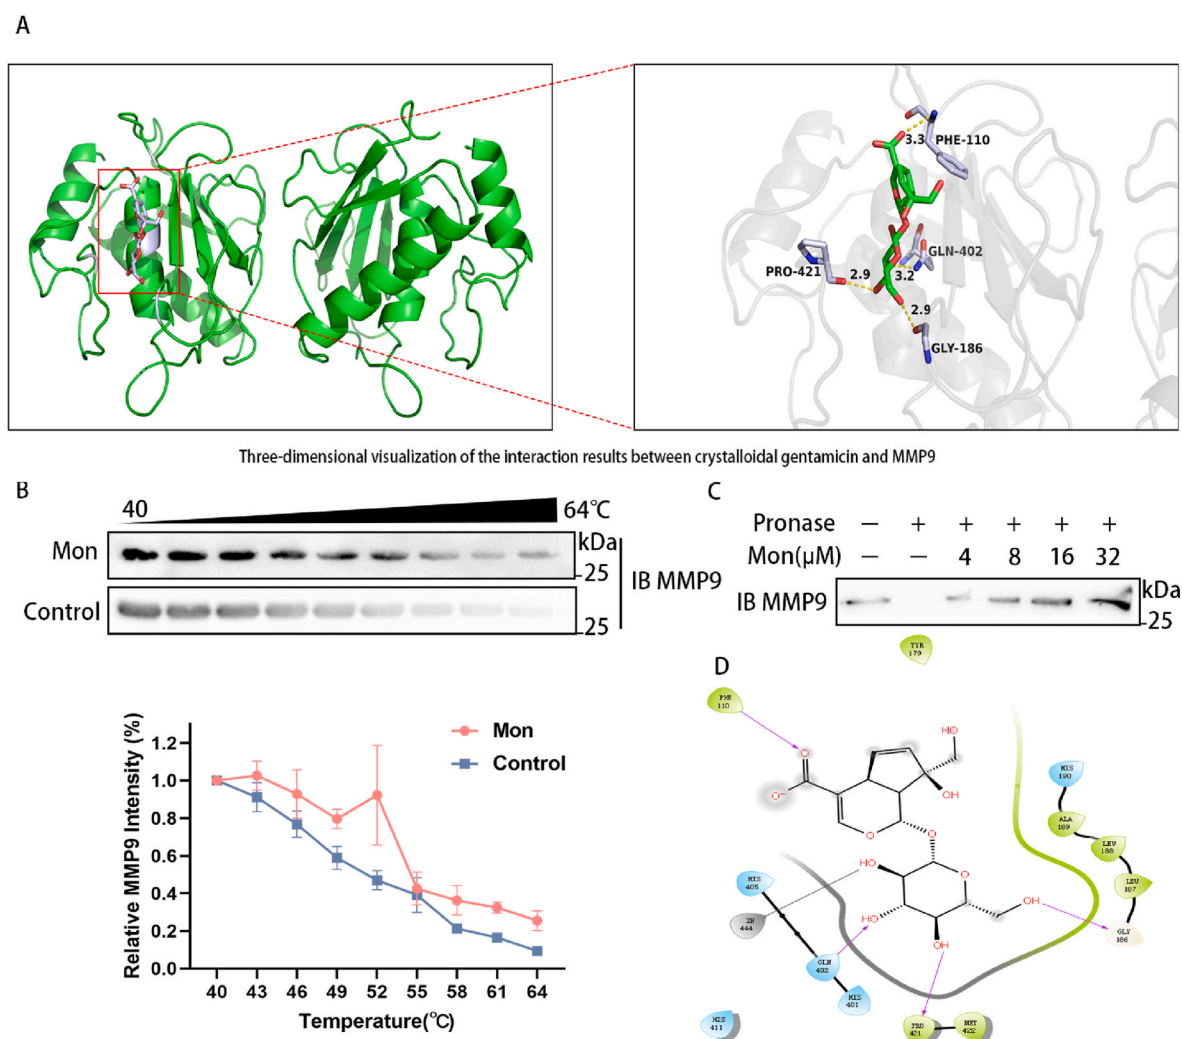 A
3.3 PHE-110
GLN-402
PRO-421 2.9 3.2
2.9
GLY-186
Three-dimensional visualization of the interaction results between crystalloidal gentamicin and MMP9
B
40 64℃
Mon kDa
-25
Control
-25
IB MMP9
C
Pronase — + + + + +
Mon(μM) — — 4 8 16 32
IB MMP9 kDa
-25
Relative MMP9 Intensity (%)
Mon
Control
1.2
1.0
0.8
0.6
0.4
0.2
0.0
40 43 46 49 52 55 58 61 64
Temperature(℃)
D
TYR
179
PHE
110
O
O-
HO
OH
O
O
HO
O
HO
OH
OH
HIS
190
ALA
189
LEU
188
LEU
187
GLY
186
HIS
405
ZN
444
GLN
402
HIS
401
HIS
411
PRO
421
MET
422